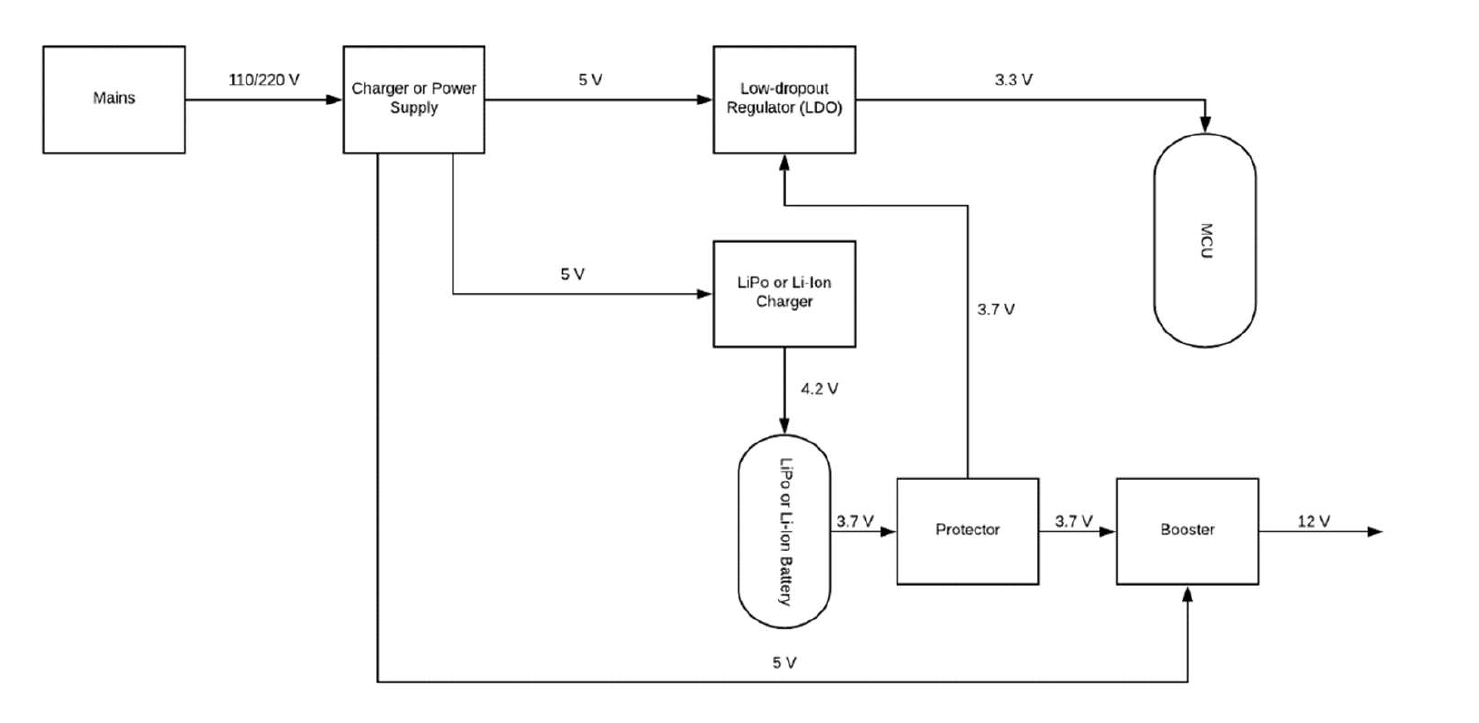 Mains
110/220 V
Charger or Power
Supply
5 V
Low-dropout
Regulator (LDO)
3.3 V
MCU
5 V
LiPo or Li-Ion
Charger
3.7 V
4.2 V
LiPo or Li-Ion Battery
3.7 V
Protector
3.7 V
Booster
12 V
5 V